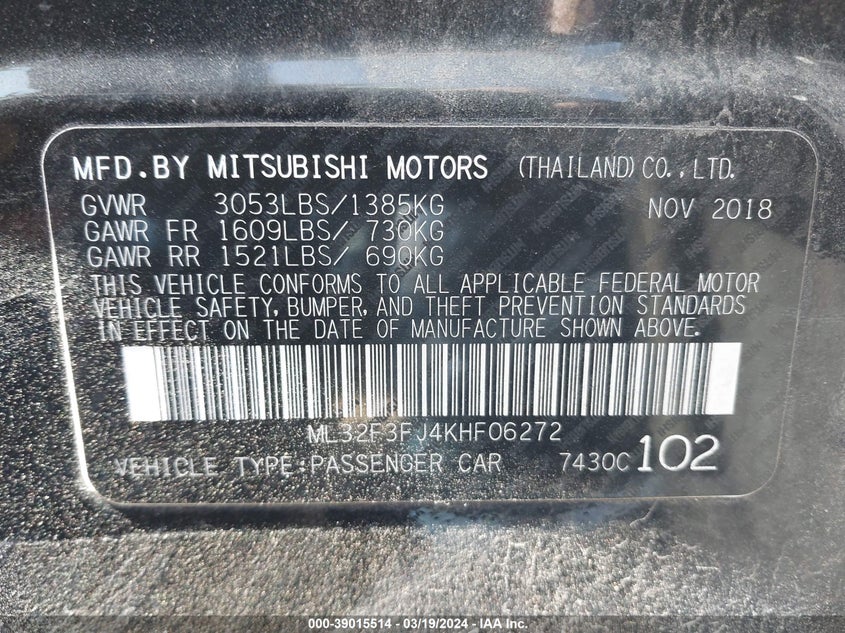 MFD.BY MITSUBISHI MOTORS (THAILAND) CO.,LTD.
GVWR 3053LBS/1385KG NOV 2018
GAWR FR 1609LBS/ 730KG
GAWR RR 1521LBS/ 690KG
THIS VEHICLE CONFORMS TO ALL APPLICABLE FEDERAL MOTOR
VEHICLE SAFETY, BUMPER, AND THEFT PREVENTION STANDARDS
IN EFFECT ON THE DATE OF MANUFACTURE SHOWN ABOVE.
ML32F3FJ4KHF06272
VEHICLE TYPE:PASSENGER CAR 7430C 102
000-39015514 - 03/19/2024 - IAA Inc.